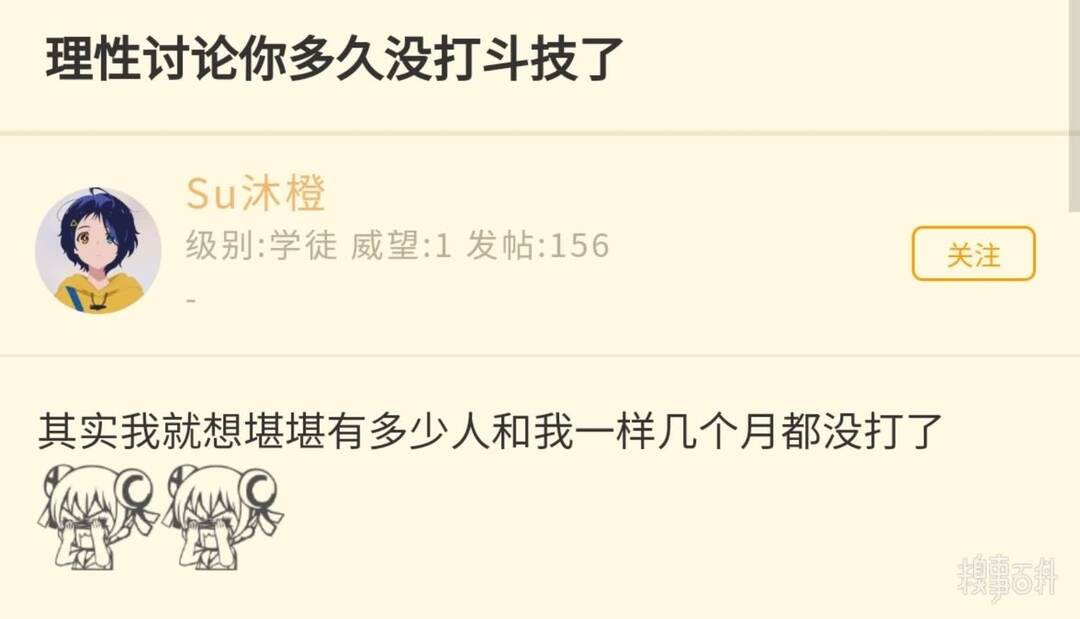 理性讨论你多久没打斗技了
Su沐橙
级别:学徒 威望:1 发帖:156
关注
-
其实我就想堪堪有多少人和我一样几个月都没打了
糗事百科